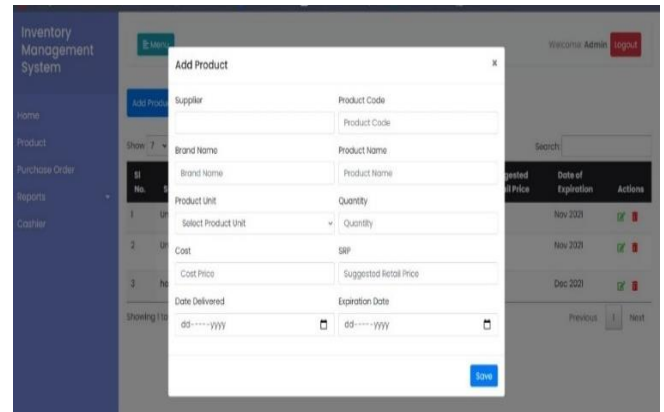 Inventory
Management
System
Menu
Welcome: Admin
Logout
Home
Product
Purchase Order
Reports
Cashier
Add Product
Show 7
Search:
Sl
No.
Date of
Expiration
Actions
1
Nov 2021
2
Nov 2021
3
Dec 2021
Previous 1 Next
Add Product
x
Supplier
Product Code
Product Code
Brand Name
Product Name
Brand Name
Product Name
Product Unit
Quantity
Select Product Unit
Quantity
Cost
SRP
Cost Price
Suggested Retail Price
Date Delivered
Expiration Date
dd-----yyyy
dd-----yyyy
Save